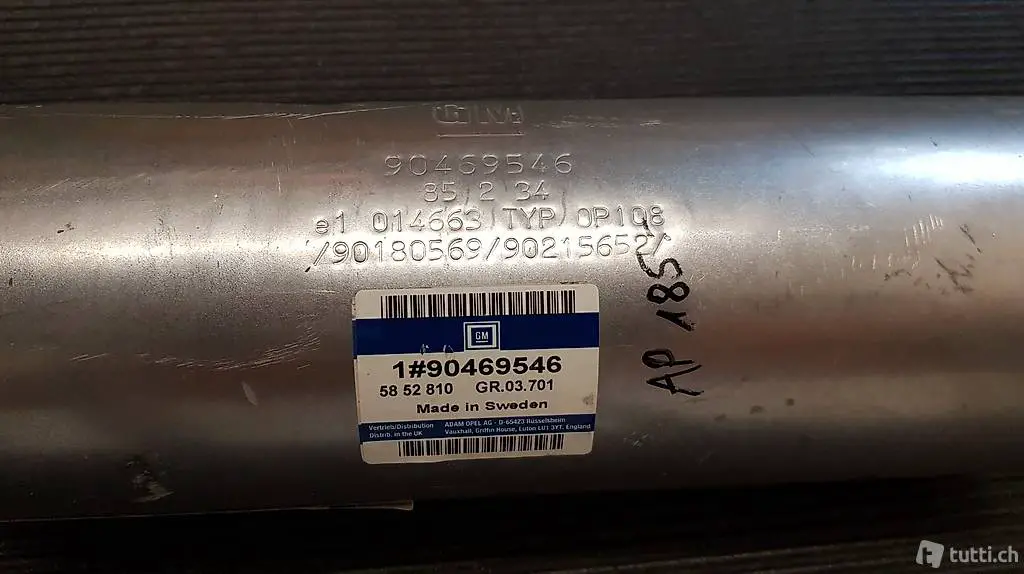 GM
90469546
85/2 34
e1 014663 TYP OP108
/90180569/90215652/
AP 185
GM
1#90469546
58 52 810 GR.03.701
Made in Sweden
Vertrieb/Distribution ADAM OPEL AG - D-65423 Rüsselsheim
Distrib. in the UK Vauxhall, Griffin House, Luton LU1 3YT. England
tutti.ch